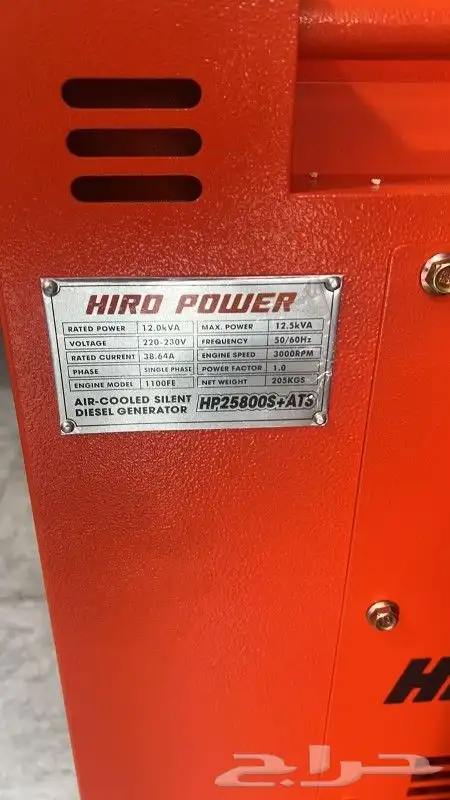 HIRO POWER
RATED POWER 12.0kVA MAX. POWER 12.5kVA
VOLTAGE 220-230V FREQUENCY 50/60Hz
RATED CURRENT 38.64A ENGINE SPEED 3000RPM
PHASE SINGLE PHASE POWER FACTOR 1.0
ENGINE MODEL 1100FE NET WEIGHT 205KGS
AIR-COOLED SILENT
DIESEL GENERATOR HP25800S+ATS
حراج